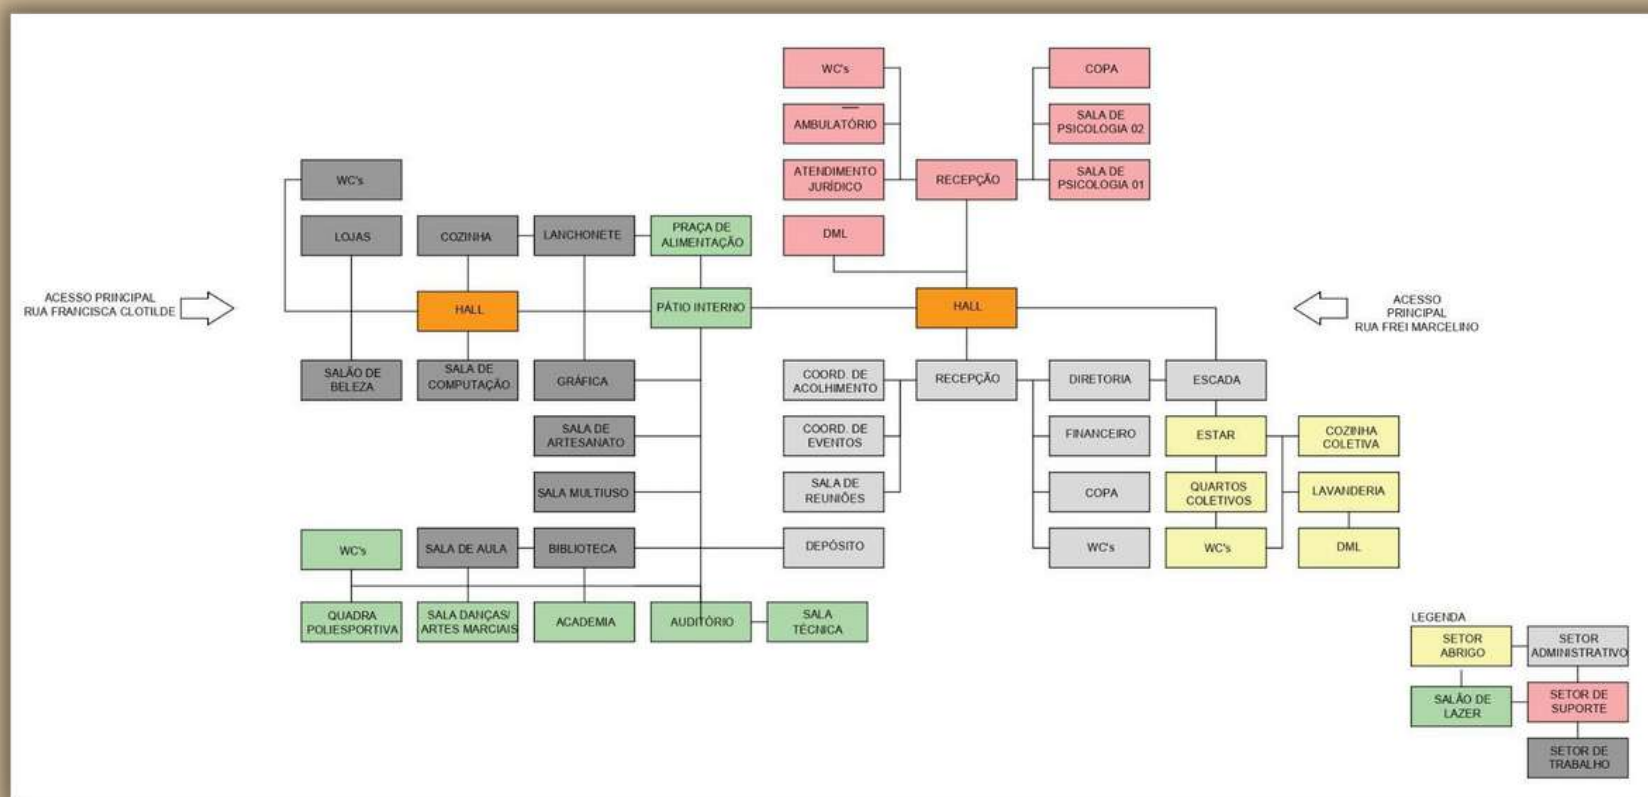 WC's
COPA
AMBULATÓRIO
SALA DE
PSICOLOGIA 02
WC's
ATENDIMENTO
JURÍDICO
RECEPÇÃO
SALA DE
PSICOLOGIA 01
LOJAS
COZINHA
LANCHONETE
PRAÇA DE
ALIMENTAÇÃO
DML
ACESSO PRINCIPAL
RUA FRANCISCA CLOTILDE
HALL
PÁTIO INTERNO
HALL
ACESSO
PRINCIPAL
RUA FREI MARCELINO
SALÃO DE
BELEZA
SALA DE
COMPUTAÇÃO
GRÁFICA
COORD. DE
ACOLHIMENTO
RECEPÇÃO
DIRETORIA
ESCADA
SALA DE
ARTESANATO
COORD. DE
EVENTOS
FINANCEIRO
ESTAR
COZINHA
COLETIVA
SALA MULTIUSO
SALA DE
REUNIÕES
COPA
QUARTOS
COLETIVOS
LAVANDERIA
WC's
SALA DE AULA
BIBLIOTECA
DEPÓSITO
WC's
WC's
DML
QUADRA
POLIESPORTIVA
SALA DANÇAS/
ARTES MARCIAIS
ACADEMIA
AUDITÓRIO
SALA
TÉCNICA
LEGENDA
SETOR
ABRIGO
SETOR
ADMINISTRATIVO
SALÃO DE
LAZER
SETOR DE
SUPORTE
SETOR DE
TRABALHO